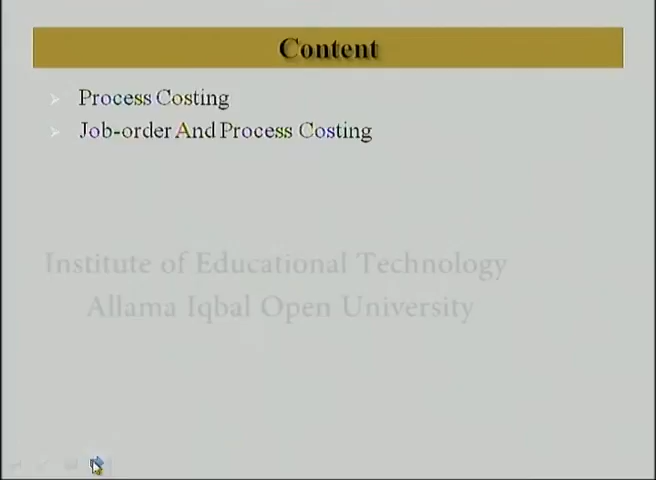 Content
Process Costing
Job-order And Process Costing
Institute of Educational Technology
Allama Iqbal Open University